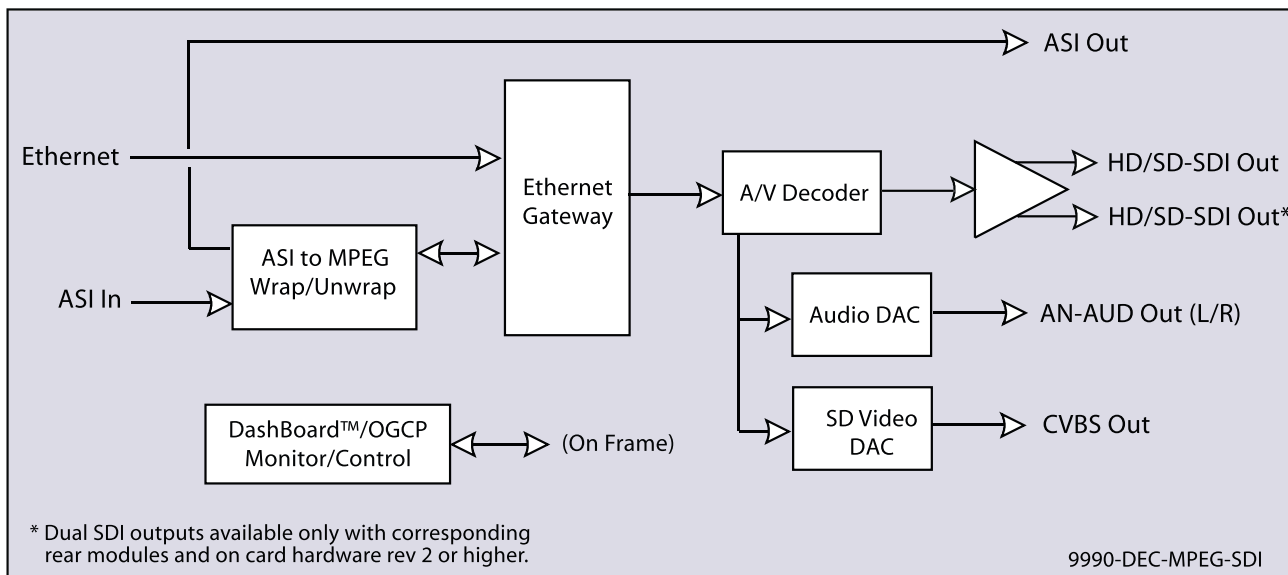 ASI Out
Ethernet
Ethernet
Gateway
A/V Decoder
HD/SD-SDI Out
HD/SD-SDI Out*
ASI to MPEG
Wrap/Unwrap
ASI In
Audio DAC
AN-AUD Out (L/R)
DashBoard™/OGCP
Monitor/Control
(On Frame)
SD Video
DAC
CVBS Out
* Dual SDI outputs available only with corresponding
rear modules and on card hardware rev 2 or higher.
9990-DEC-MPEG-SDI